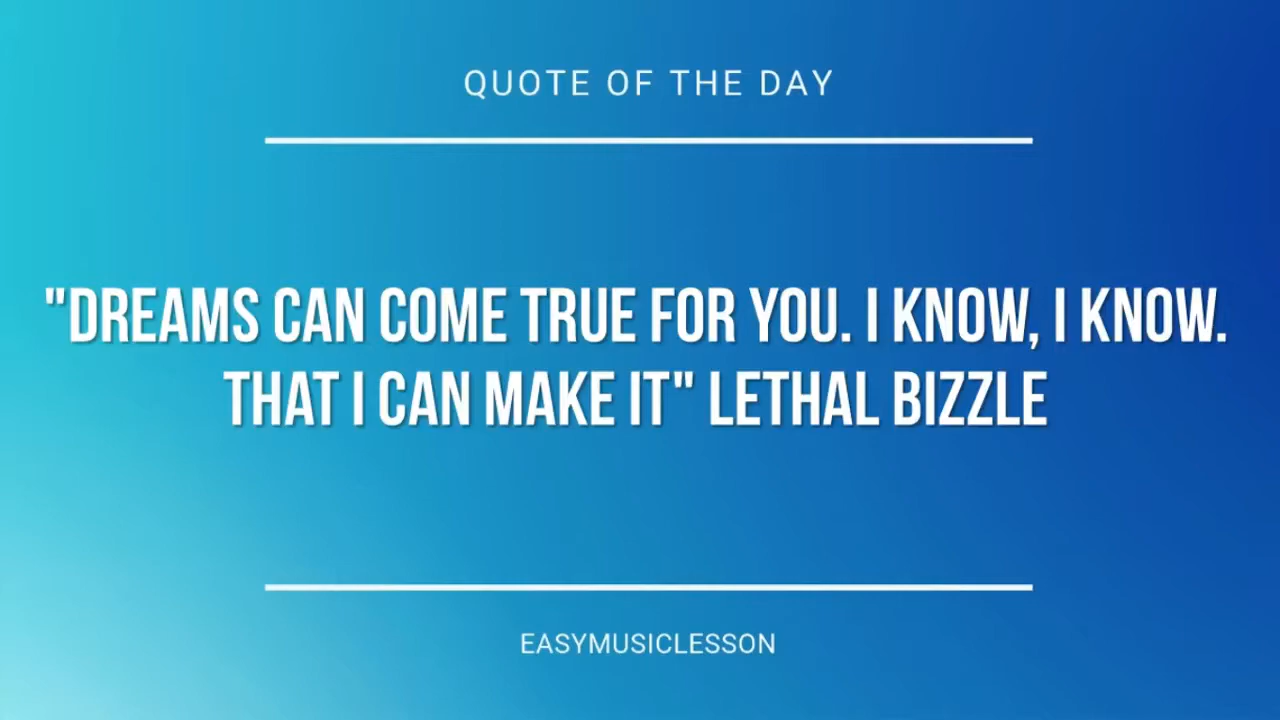 QUOTE OF THE DAY
"DREAMS CAN COME TRUE FOR YOU. I KNOW, I KNOW.
THAT I CAN MAKE IT" LETHAL BIZZLE
EASYMUSICLESSON